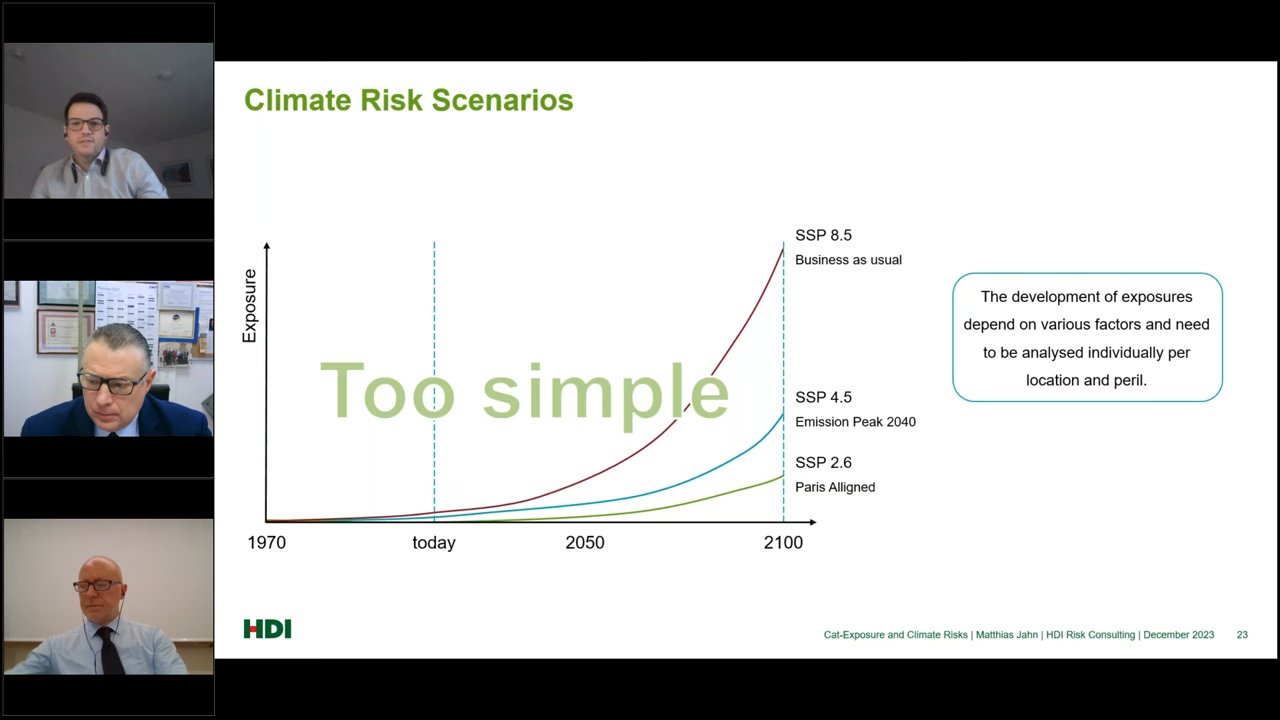 Climate Risk Scenarios
Exposure
Too simple
SSP 8.5
Business as usual
SSP 4.5
Emission Peak 2040
SSP 2.6
Paris Alligned
1970
today
2050
2100
The development of exposures
depend on various factors and need
to be analysed individually per
location and peril.
HDI
Cat-Exposure and Climate Risks | Matthias Jahn | HDI Risk Consulting | December 2023
23